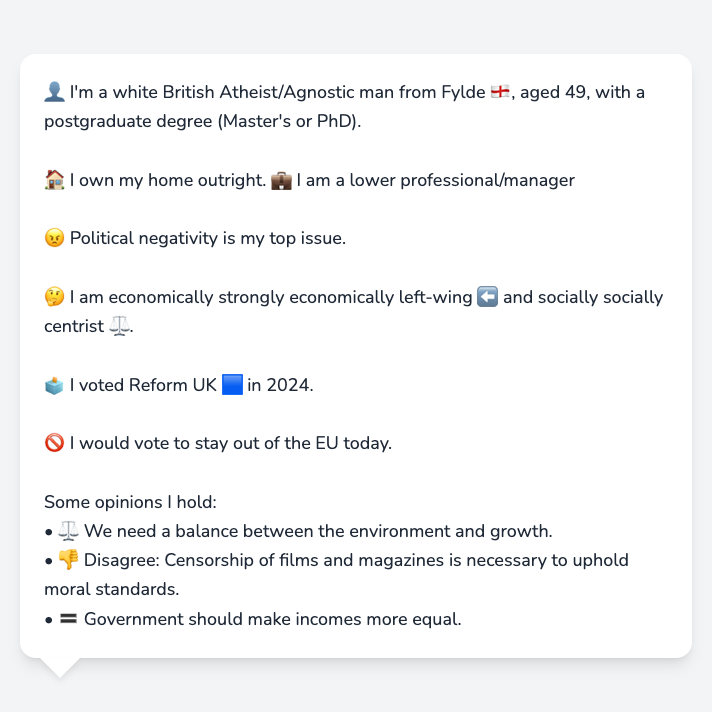 👤 I'm a white British Atheist/Agnostic man from Fylde 🏴󠁧󠁢󠁥󠁮󠁧󠁿, aged 49, with a
postgraduate degree (Master's or PhD).
🏠 I own my home outright. 💼 I am a lower professional/manager
😠 Political negativity is my top issue.
🤔 I am economically strongly economically left-wing ⬅️ and socially socially
centrist ⚖️.
🗳️ I voted Reform UK 🟦 in 2024.
🚫 I would vote to stay out of the EU today.
Some opinions I hold:
• ⚖️ We need a balance between the environment and growth.
• 👎 Disagree: Censorship of films and magazines is necessary to uphold
moral standards.
• 🟰 Government should make incomes more equal.